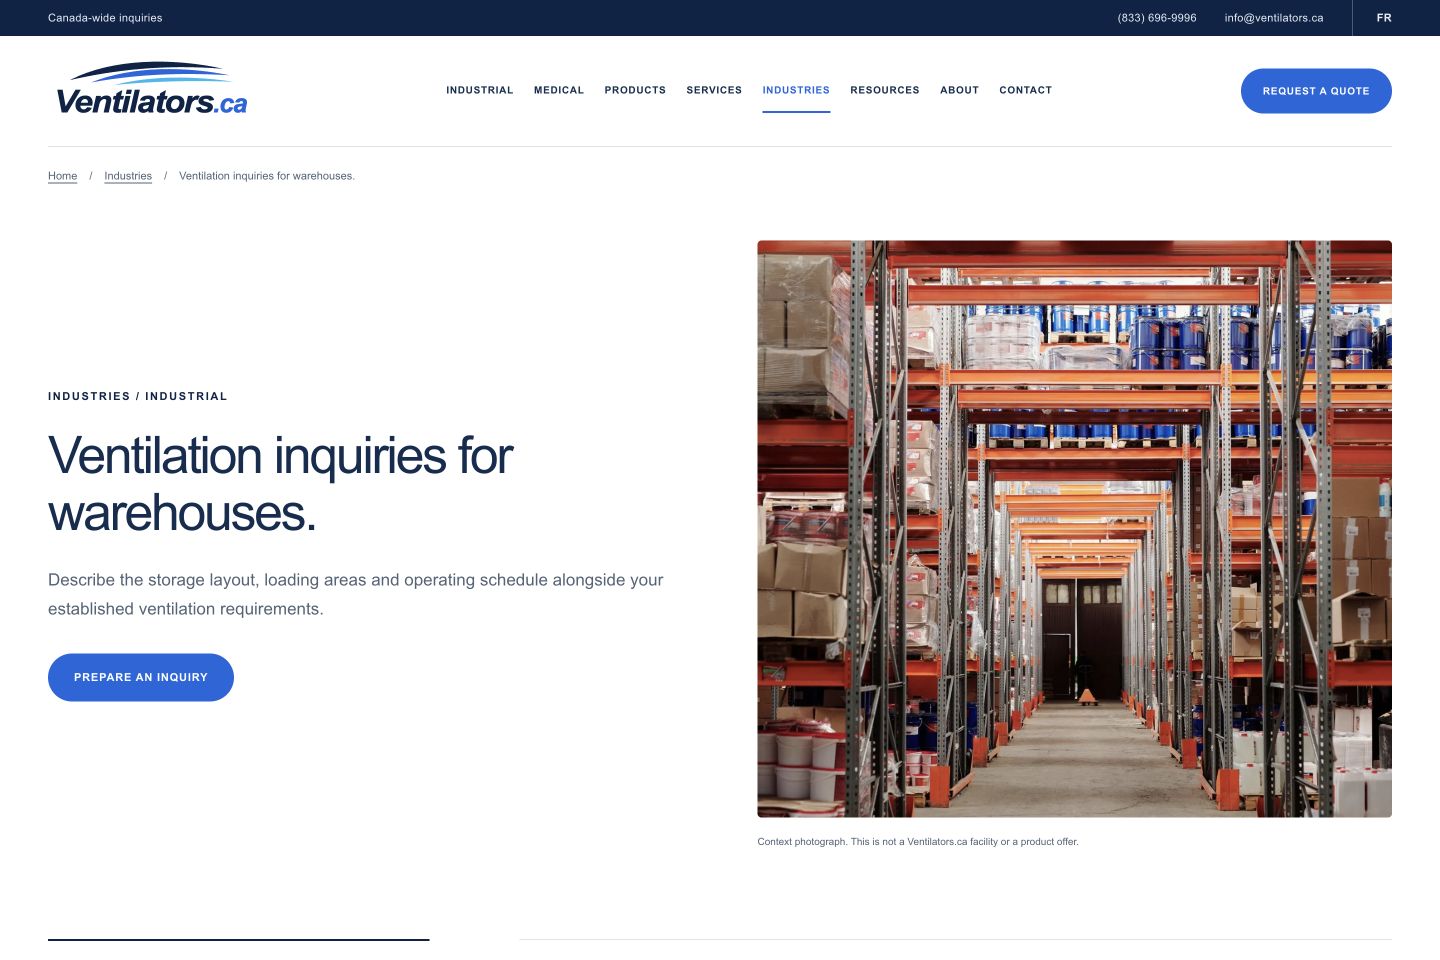 Canada-wide inquiries
(833) 696-9996
info@ventilators.ca
FR
Ventilators.ca
INDUSTRIAL
MEDICAL
PRODUCTS
SERVICES
INDUSTRIES
RESOURCES
ABOUT
CONTACT
REQUEST A QUOTE
Home / Industries / Ventilation inquiries for warehouses.
INDUSTRIES / INDUSTRIAL
Ventilation inquiries for
warehouses.
Describe the storage layout, loading areas and operating schedule alongside your
established ventilation requirements.
PREPARE AN INQUIRY
Context photograph. This is not a Ventilators.ca facility or a product offer.